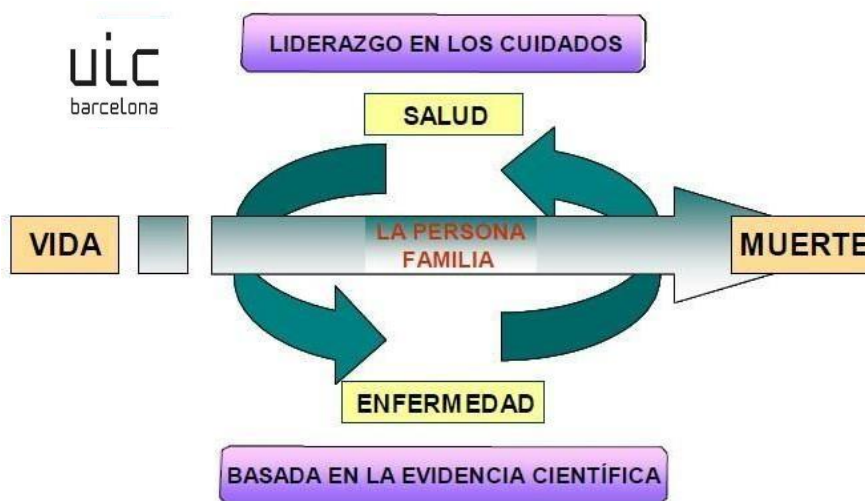 uic
barcelona
LIDERAZGO EN LOS CUIDADOS
SALUD
VIDA
LA PERSONA
FAMILIA
MUERTE
ENFERMEDAD
BASADA EN LA EVIDENCIA CIENTÍFICA